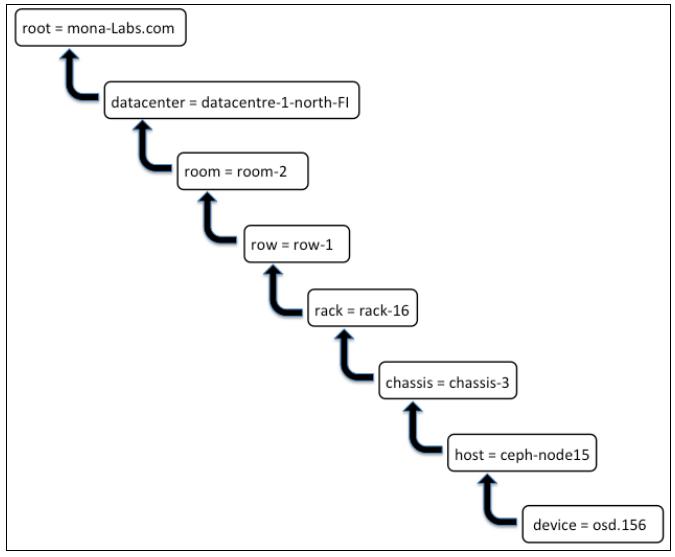 root = mona-Labs.com
datacenter = datacentre-1-north-FI
room = room-2
row = row-1
rack = rack-16
chassis = chassis-3
host = ceph-node15
device = osd.156